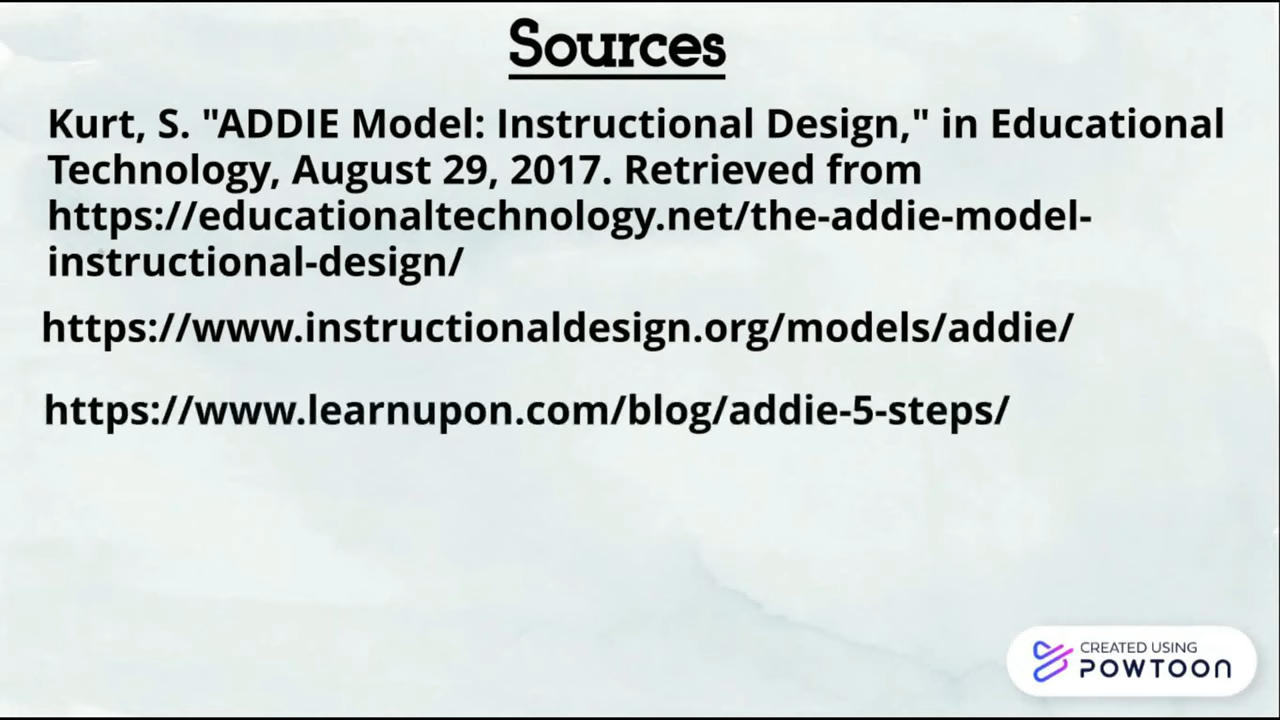 Sources
Kurt, S. "ADDIE Model: Instructional Design," in Educational
Technology, August 29, 2017. Retrieved from
https://educationaltechnology.net/the-addie-model-
instructional-design/
https://www.instructionaldesign.org/models/addie/
https://www.learnupon.com/blog/addie-5-steps/
CREATED USING
POWTOON